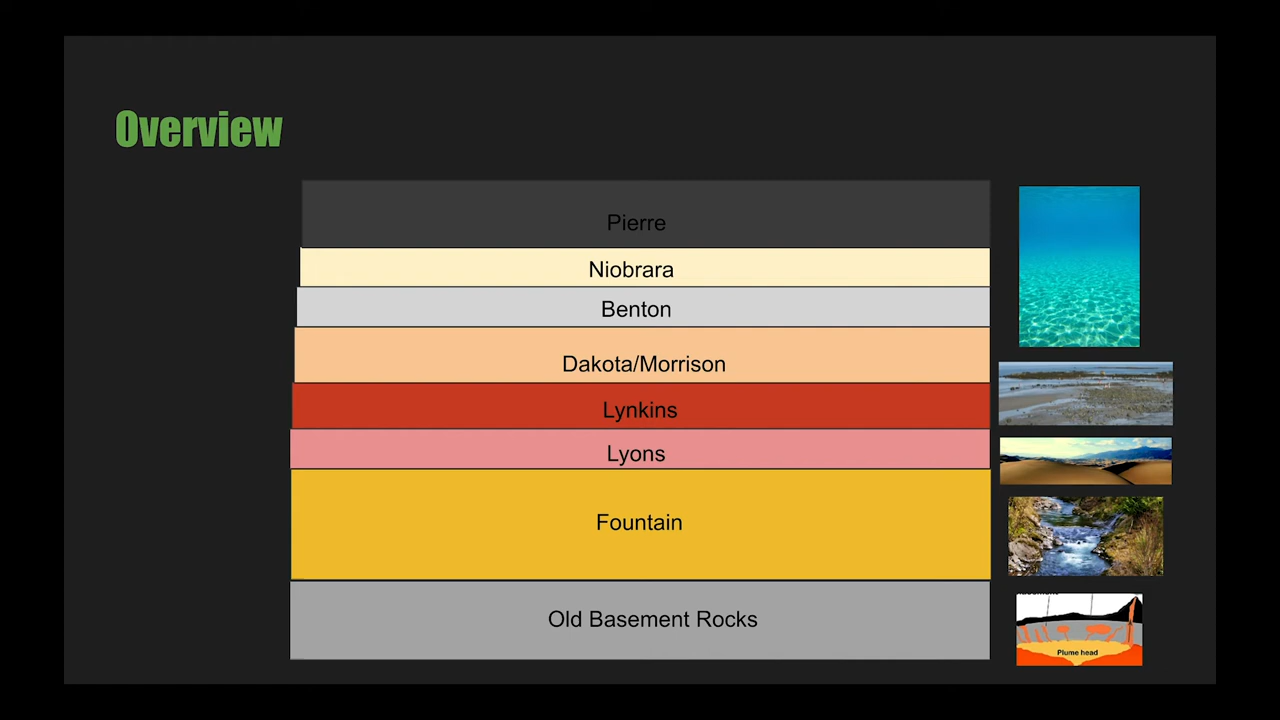 Overview
Pierre
Niobrara
Benton
Dakota/Morrison
Lynkins
Lyons
Fountain
Old Basement Rocks
Plume head